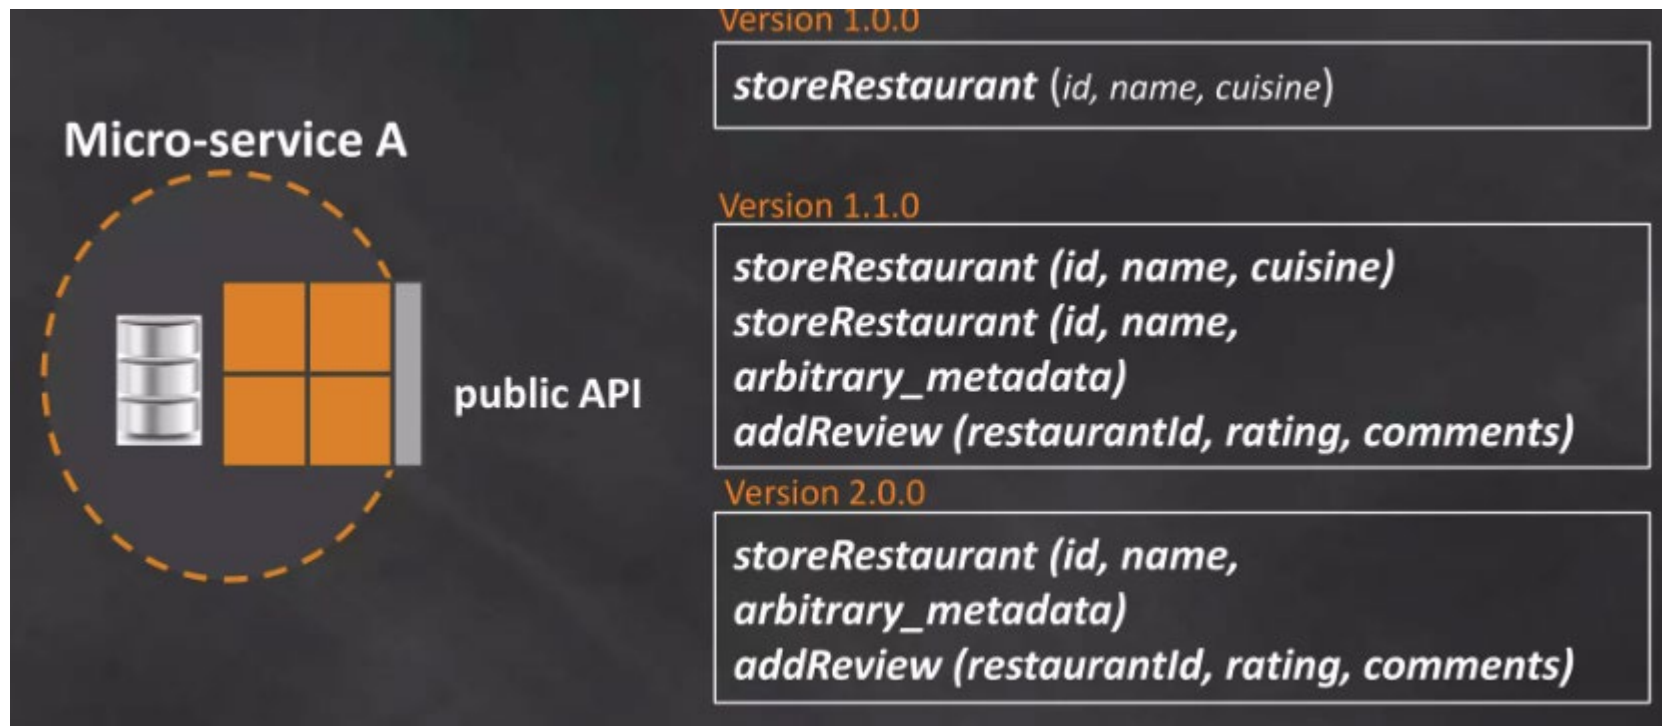 Version 1.0.0
storeRestaurant (id, name, cuisine)
Micro-service A
Version 1.1.0
storeRestaurant (id, name, cuisine)
storeRestaurant (id, name,
arbitrary_metadata)
addReview (restaurantId, rating, comments)
public API
Version 2.0.0
storeRestaurant (id, name,
arbitrary_metadata)
addReview (restaurantId, rating, comments)